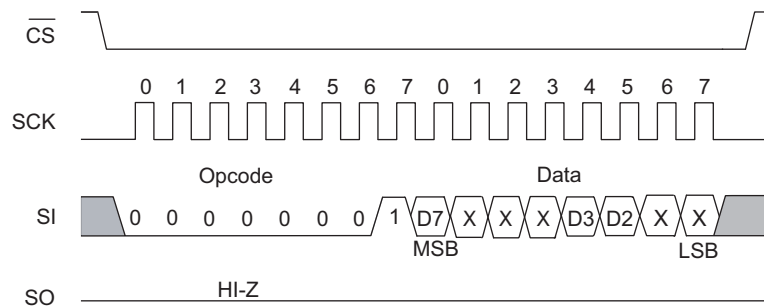 CS
0 1 2 3 4 5 6 7 0 1 2 3 4 5 6 7
SCK
Opcode Data
SI 0 0 0 0 0 0 0 1 D7 X X X D3 D2 X X
MSB LSB
HI-Z
SO